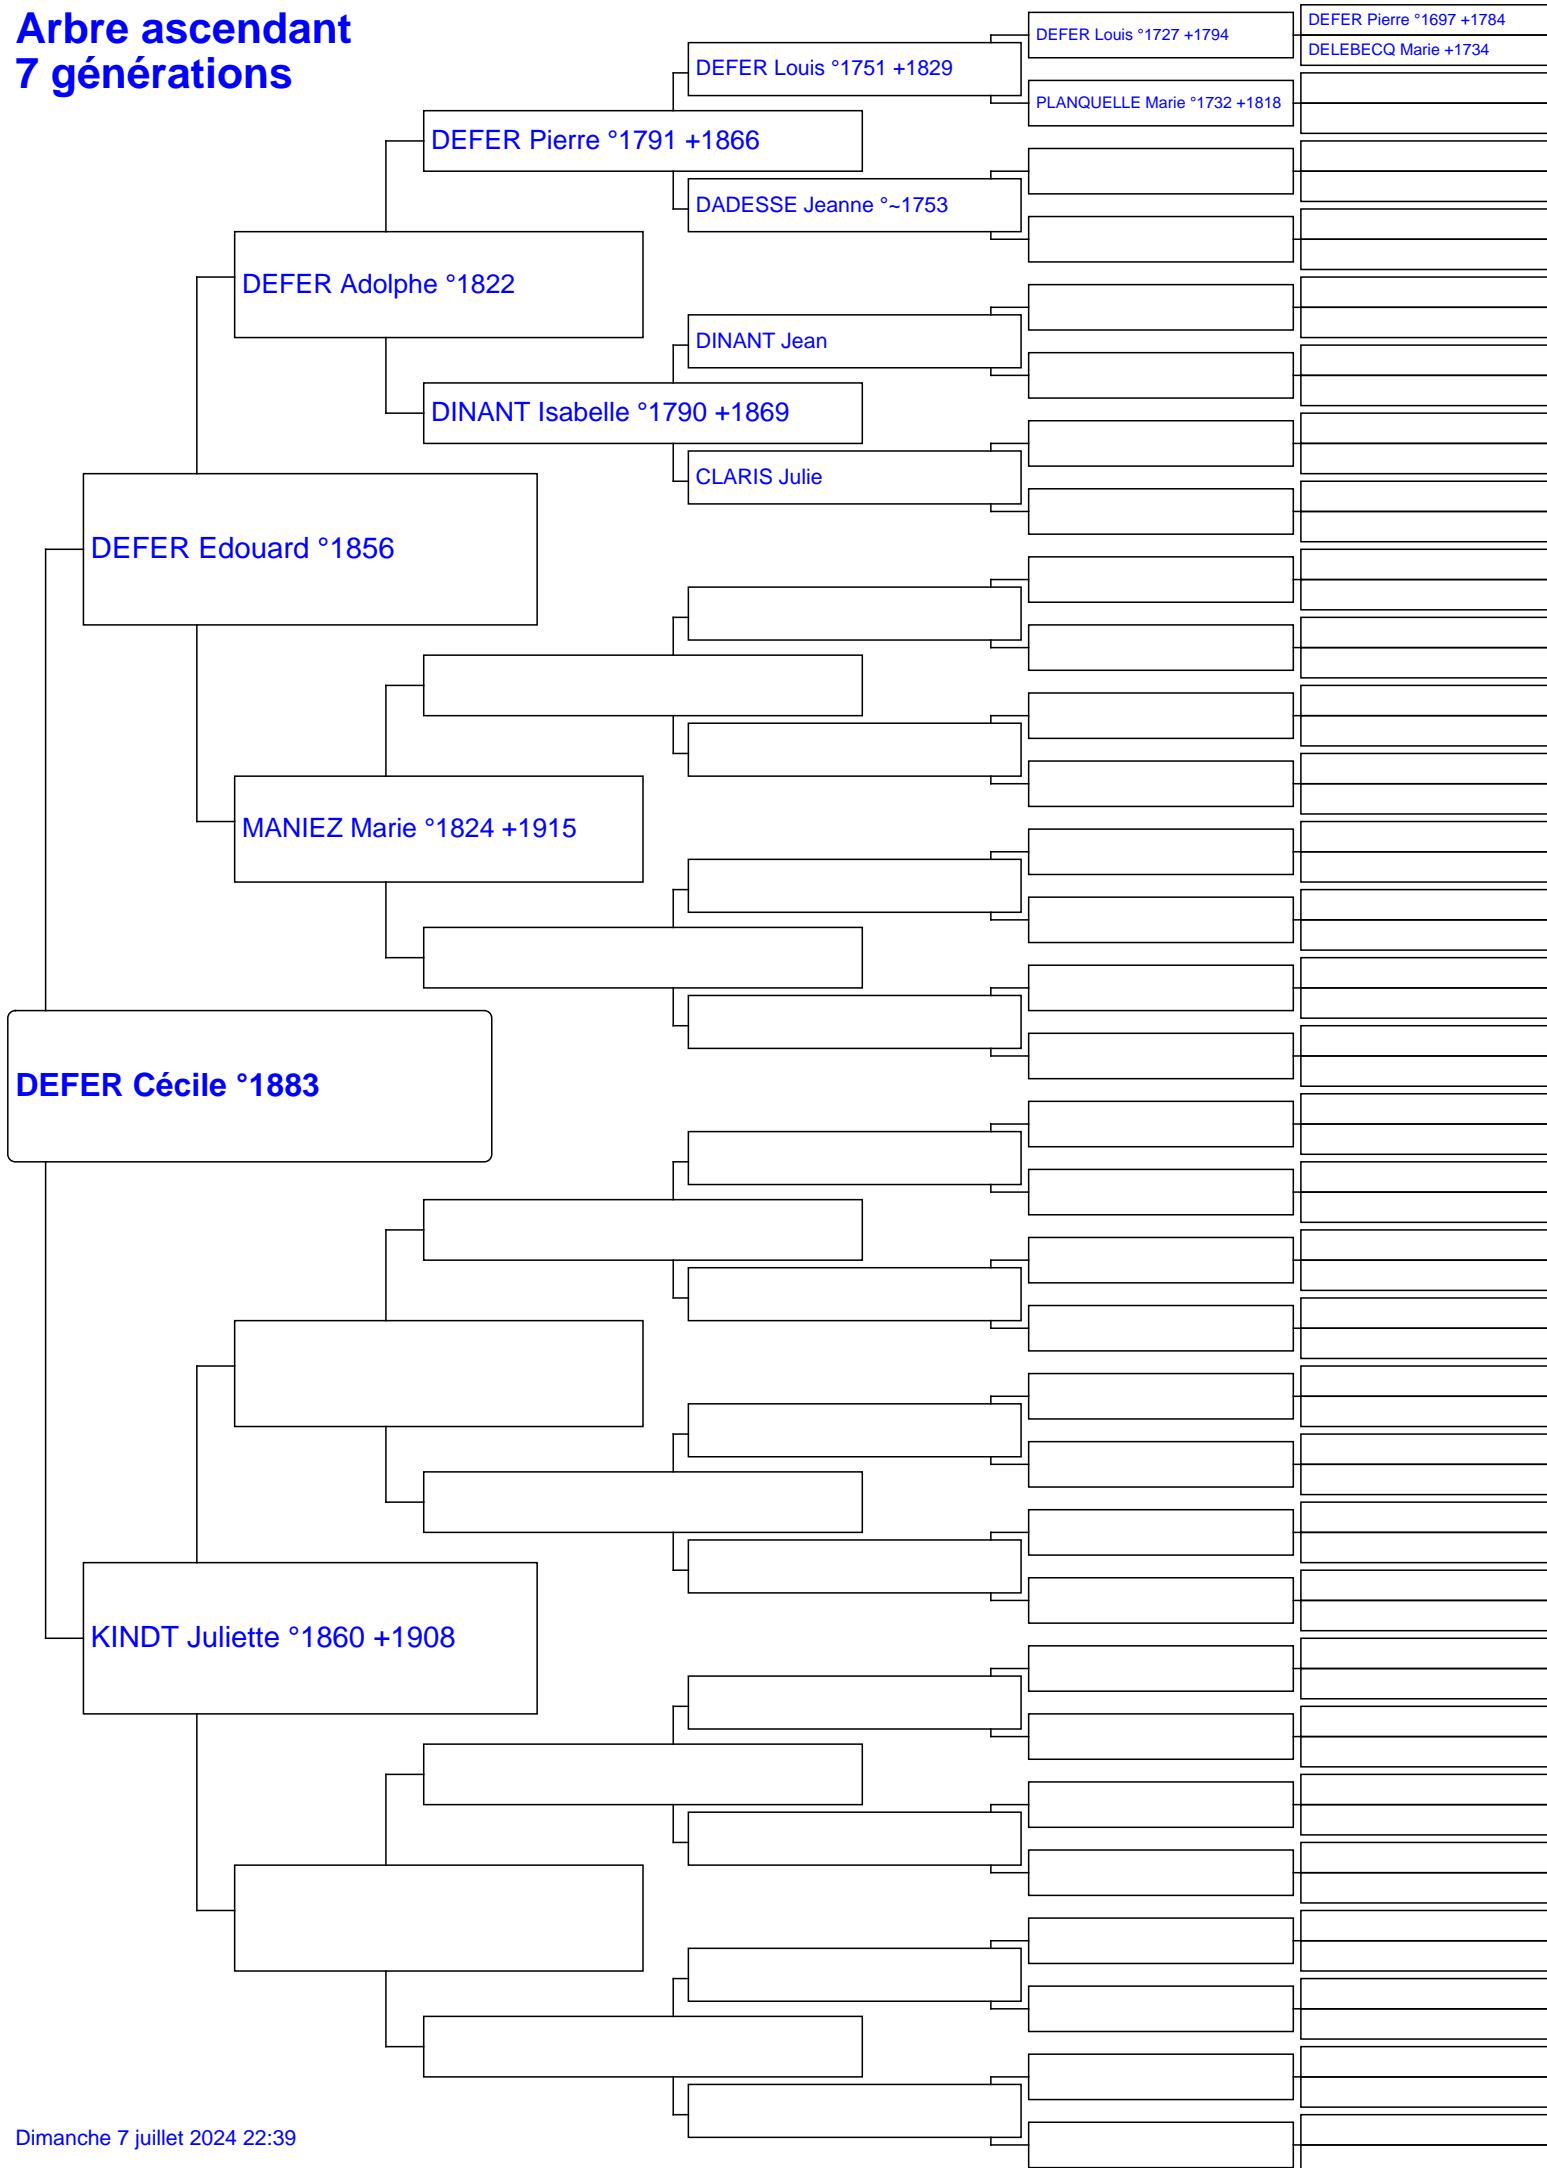 Arbre ascendant
7 générations
DEFER Pierre °1697 +1784
DEFER Louis °1727 +1794
DELEBECQ Marie +1734
DEFER Louis °1751 +1829
PLANQUELLE Marie °1732 +1818
DEFER Pierre °1791 +1866
DADESSE Jeanne °~1753
DEFER Adolphe °1822
DINANT Jean
DINANT Isabelle °1790 +1869
CLARIS Julie
DEFER Edouard °1856
MANIEZ Marie °1824 +1915
DEFER Cécile °1883
KINDT Juliette °1860 +1908
Dimanche 7 juillet 2024 22:39